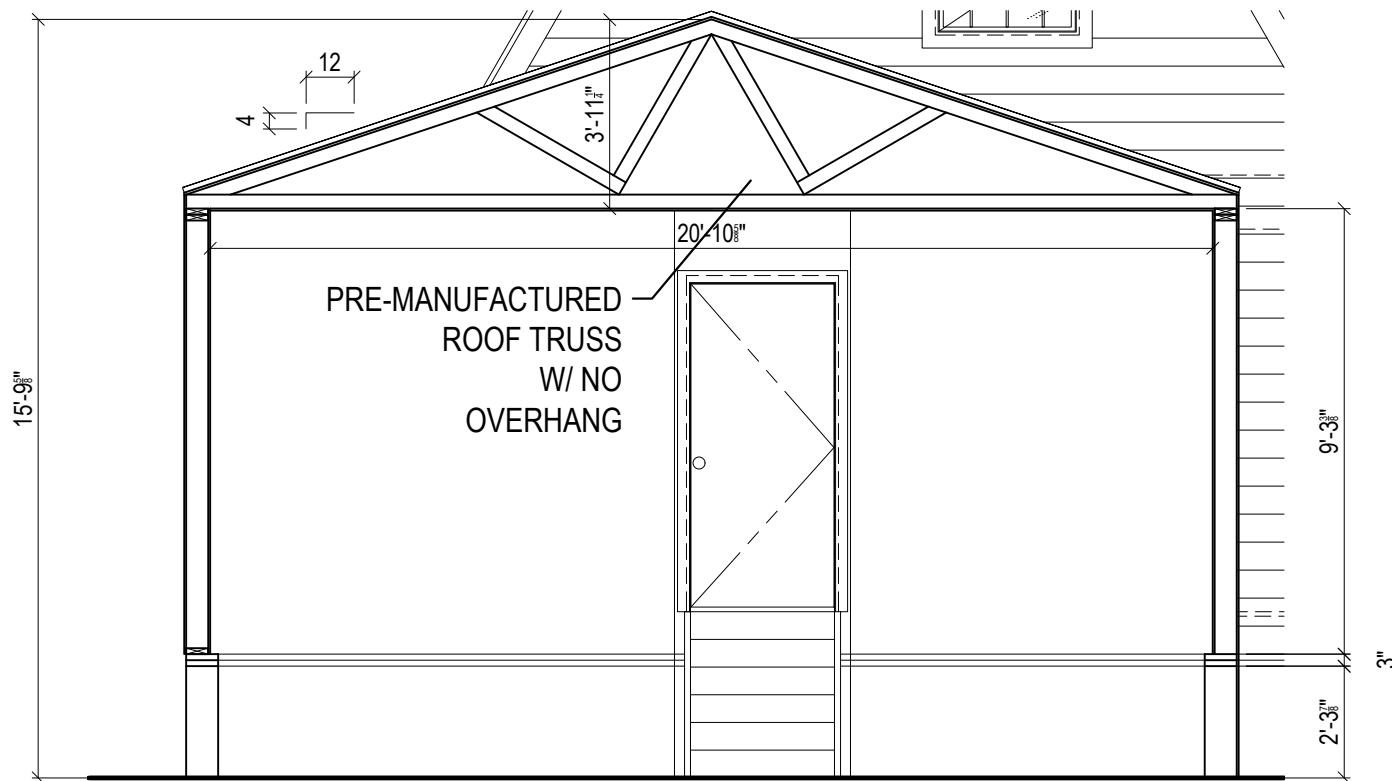 12
4
3'-11¼"
20'-10⅝"
PRE-MANUFACTURED
ROOF TRUSS
W/ NO
OVERHANG
15'-9⅝"
9'-3⅜"
3"
2'-3⅞"